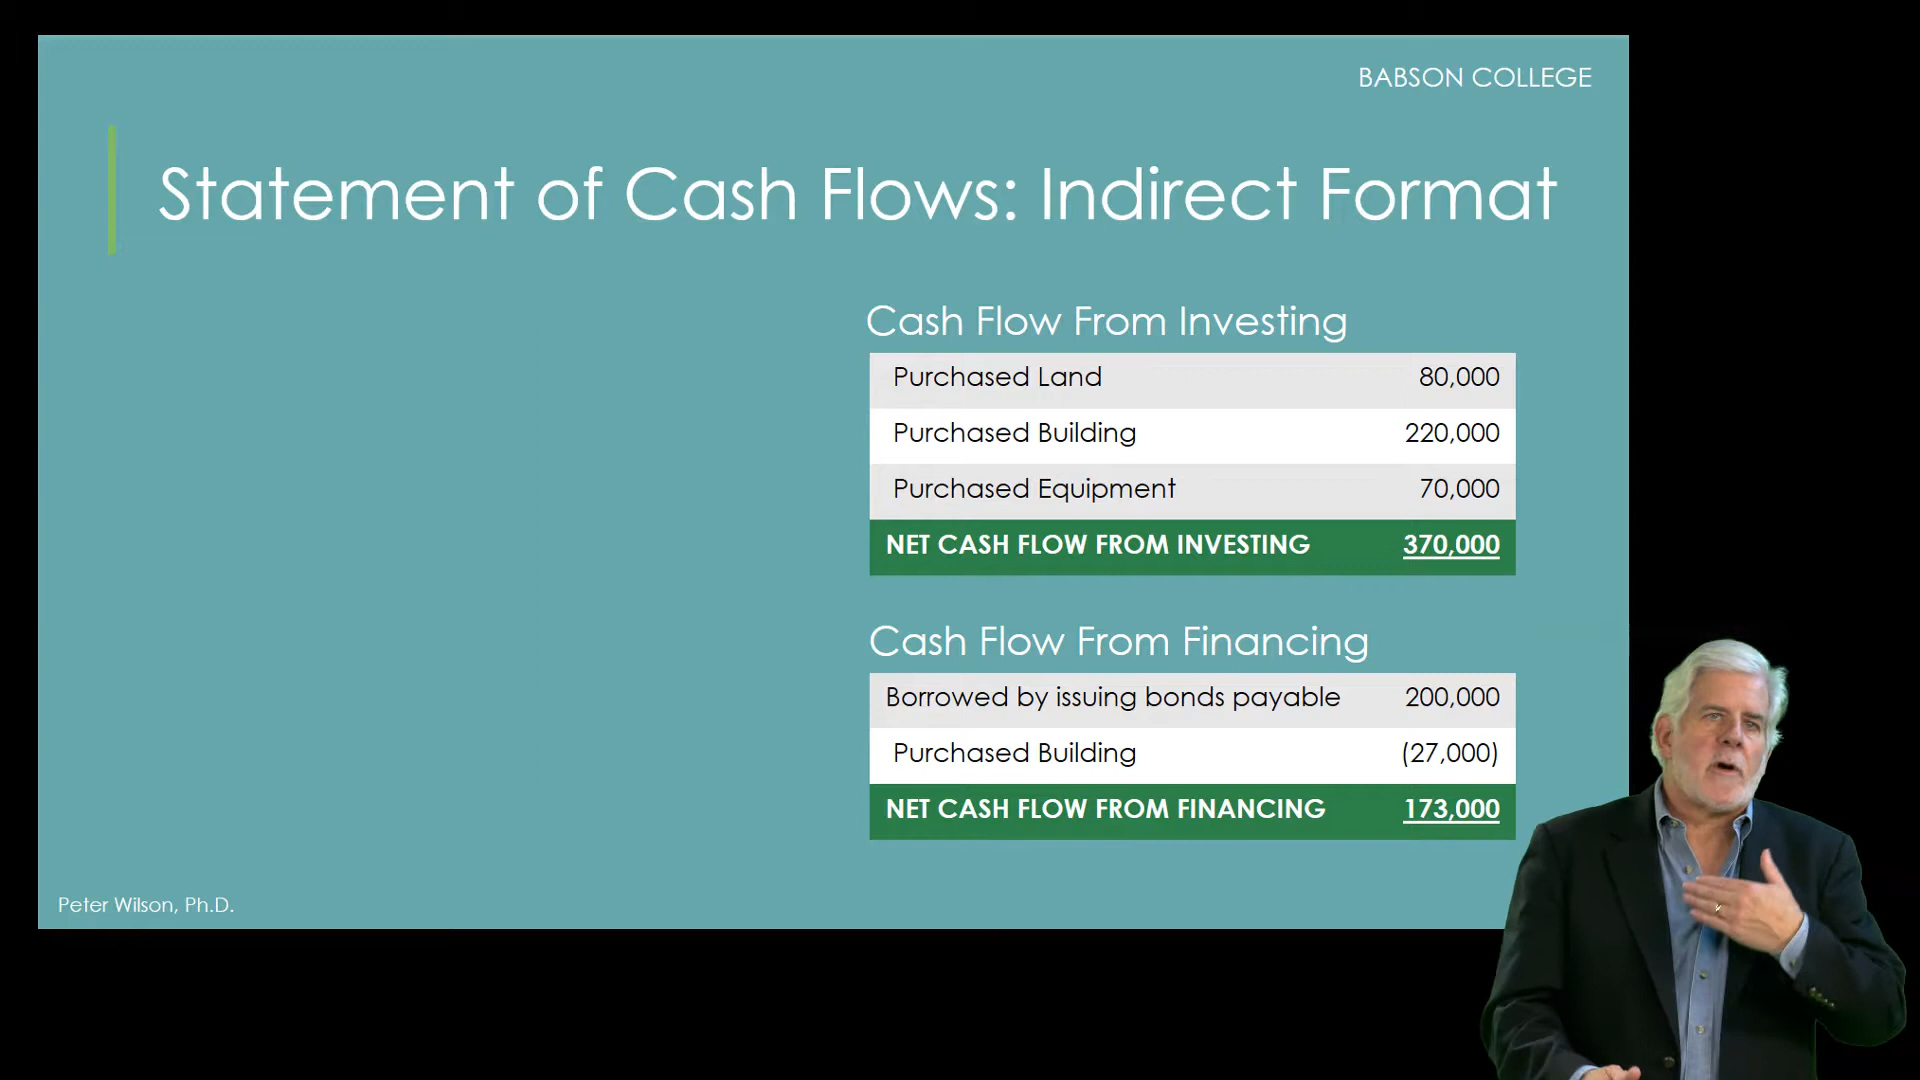 BABSON COLLEGE
Statement of Cash Flows: Indirect Format
Cash Flow From Investing
Purchased Land 80,000
Purchased Building 220,000
Purchased Equipment 70,000
NET CASH FLOW FROM INVESTING 370,000
Cash Flow From Financing
Borrowed by issuing bonds payable 200,000
Purchased Building (27,000)
NET CASH FLOW FROM FINANCING 173,000
Peter Wilson, Ph.D.